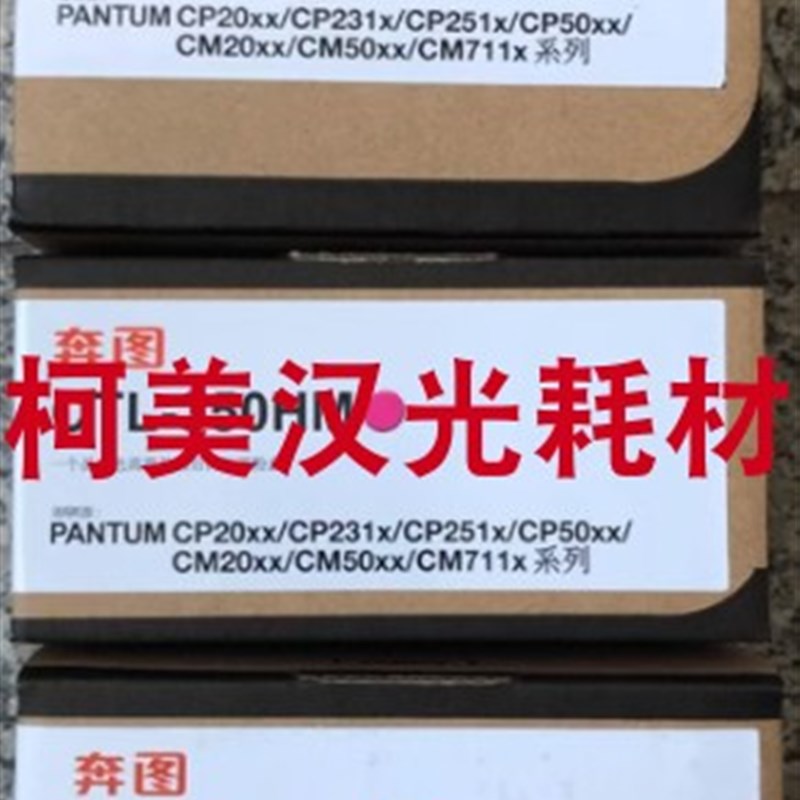 PANTUM CP20xx/CP231x/CP251x/CP50xx/
CM20xx/CM50xx/CM711x 系列
奔图
柯美汉光耗材
PANTUM CP20xx/CP231x/CP251x/CP50xx/
CM20xx/CM50xx/CM711x 系列
奔图